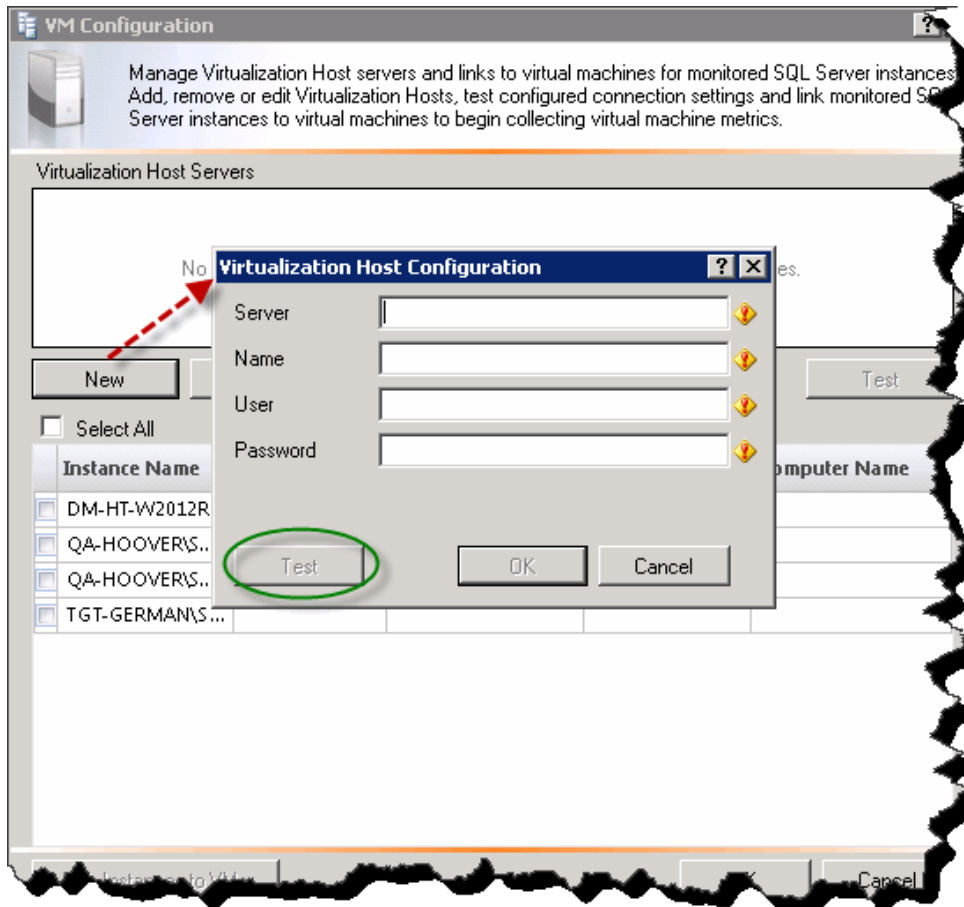 VM Configuration
?
Manage Virtualization Host servers and links to virtual machines for monitored SQL Server instances
Add, remove or edit Virtualization Hosts, test configured connection settings and link monitored
Server instances to virtual machines to begin collecting virtual machine metrics.
Virtualization Host Servers
No
es.
Virtualization Host Configuration
? X
Server
Name
User
Password
Test
OK
Cancel
New
Test
Select All
Instance Name
omputer Name
DM-HT-W2012R
QA-HOOVER\S...
QA-HOOVER\S...
TGT-GERMAN\S...
Cancel